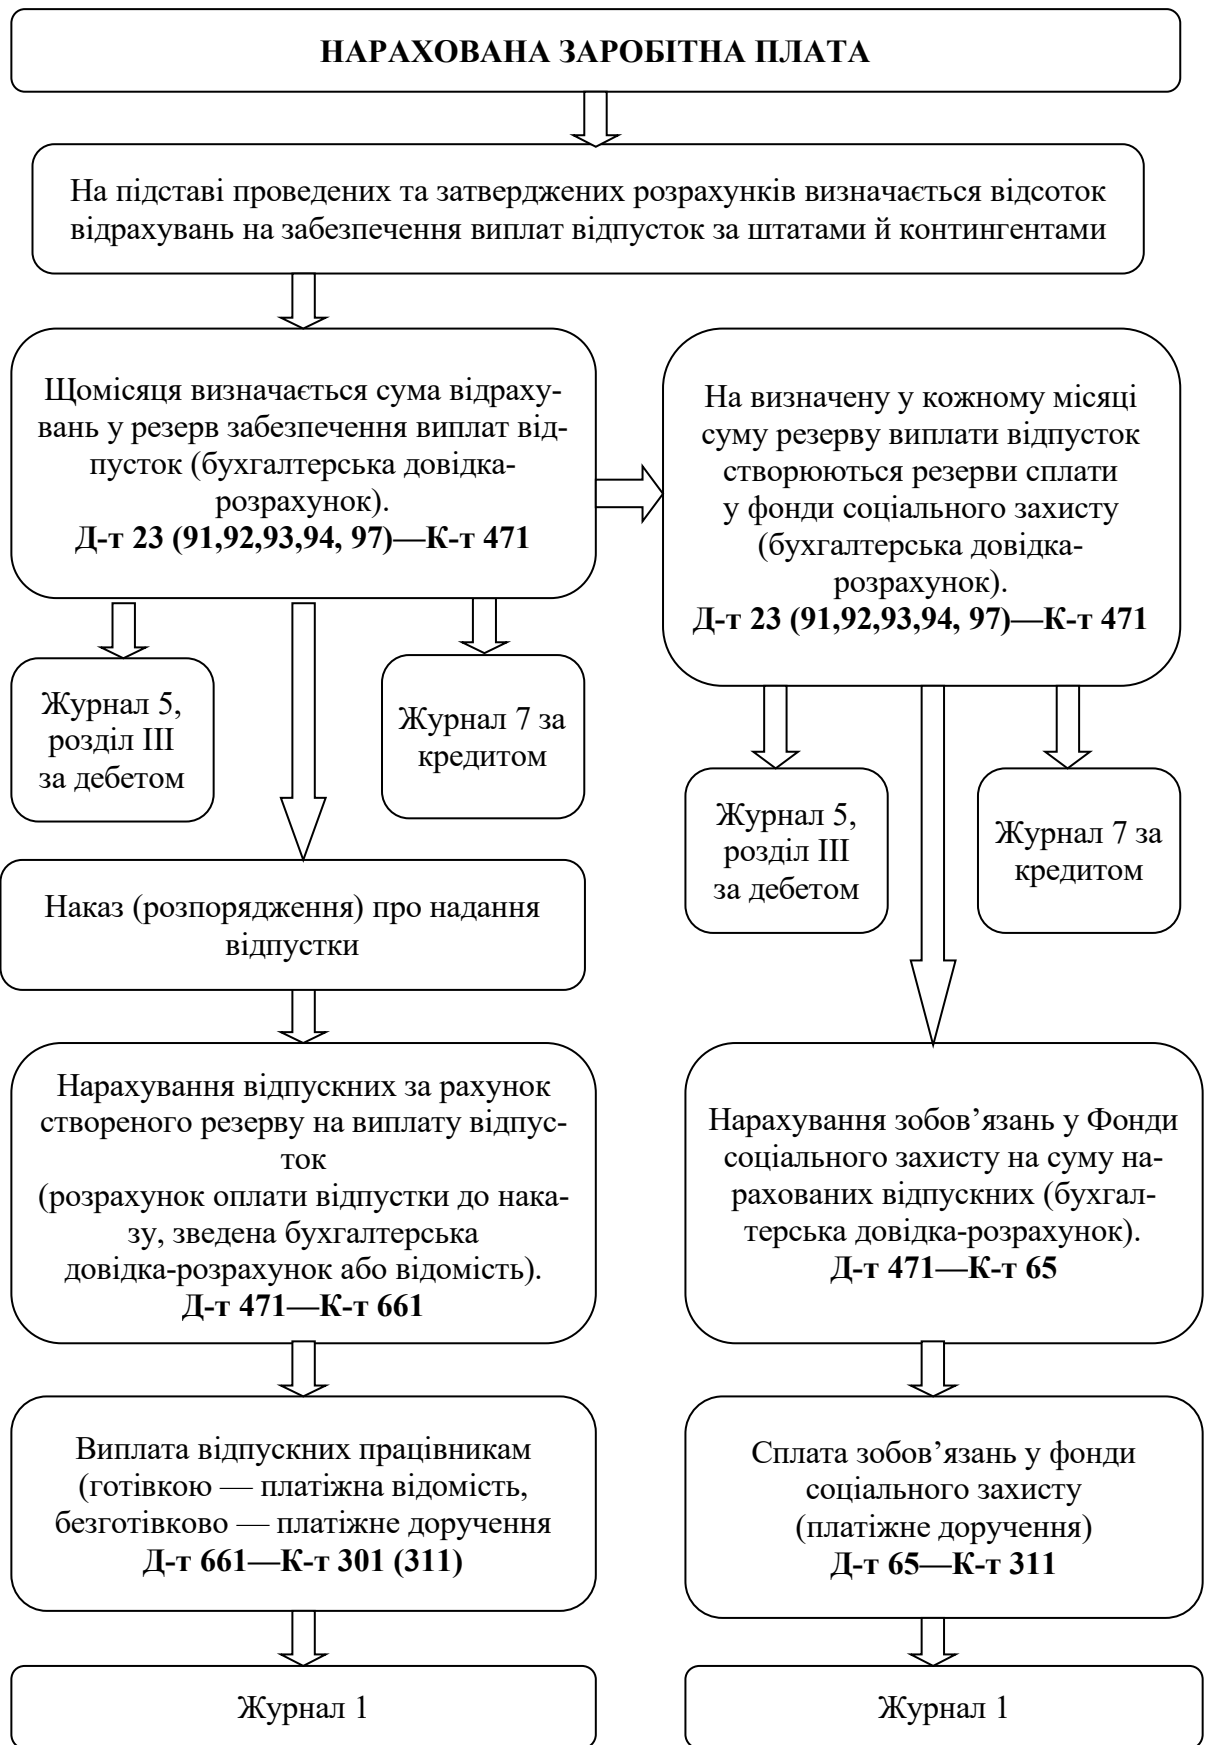 НАРАХОВАНА ЗАРОБІТНА ПЛАТА
На підставі проведених та затверджених розрахунків визначається відсоток
відрахувань на забезпечення виплат відпусток за штатами й контингентами
Щомісяця визначається сума відраху-
вань у резерв забезпечення виплат від-
пусток (бухгалтерська довідка-
розрахунок).
Д-т 23 (91,92,93,94, 97)—К-т 471
На визначену у кожному місяці
суму резерву виплати відпусток
створюються резерви сплати
у фонди соціального захисту
(бухгалтерська довідка-
розрахунок).
Д-т 23 (91,92,93,94, 97)—К-т 471
Журнал 5,
розділ ІІІ
за дебетом
Журнал 7 за
кредитом
Журнал 5,
розділ ІІІ
за дебетом
Журнал 7 за
кредитом
Наказ (розпорядження) про надання
відпустки
Нарахування відпускних за рахунок
створеного резерву на виплату відпус-
ток
(розрахунок оплати відпустки до нака-
зу, зведена бухгалтерська
довідка-розрахунок або відомість).
Д-т 471—К-т 661
Нарахування зобов’язань у Фонди
соціального захисту на суму на-
рахованих відпускних (бухгал-
терська довідка-розрахунок).
Д-т 471—К-т 65
Виплата відпускних працівникам
(готівкою — платіжна відомість,
безготівково — платіжне доручення
Д-т 661—К-т 301 (311)
Сплата зобов’язань у фонди
соціального захисту
(платіжне доручення)
Д-т 65—К-т 311
Журнал 1
Журнал 1